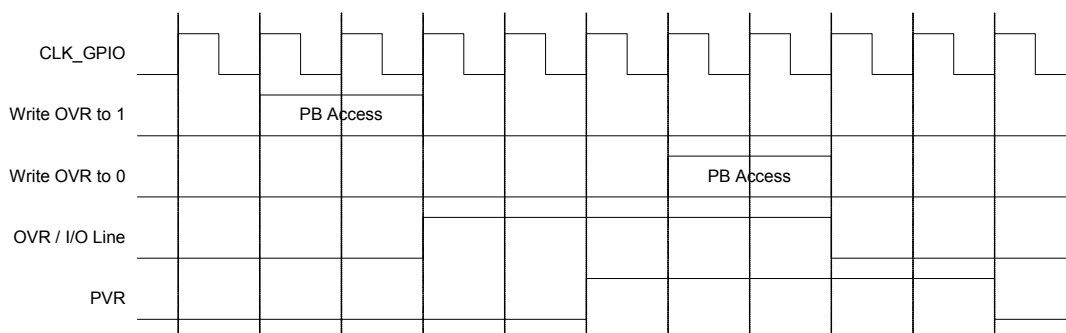 CLK_GPIO
Write OVR to 1
PB Access
Write OVR to 0
PB Access
OVR / I/O Line
PVR